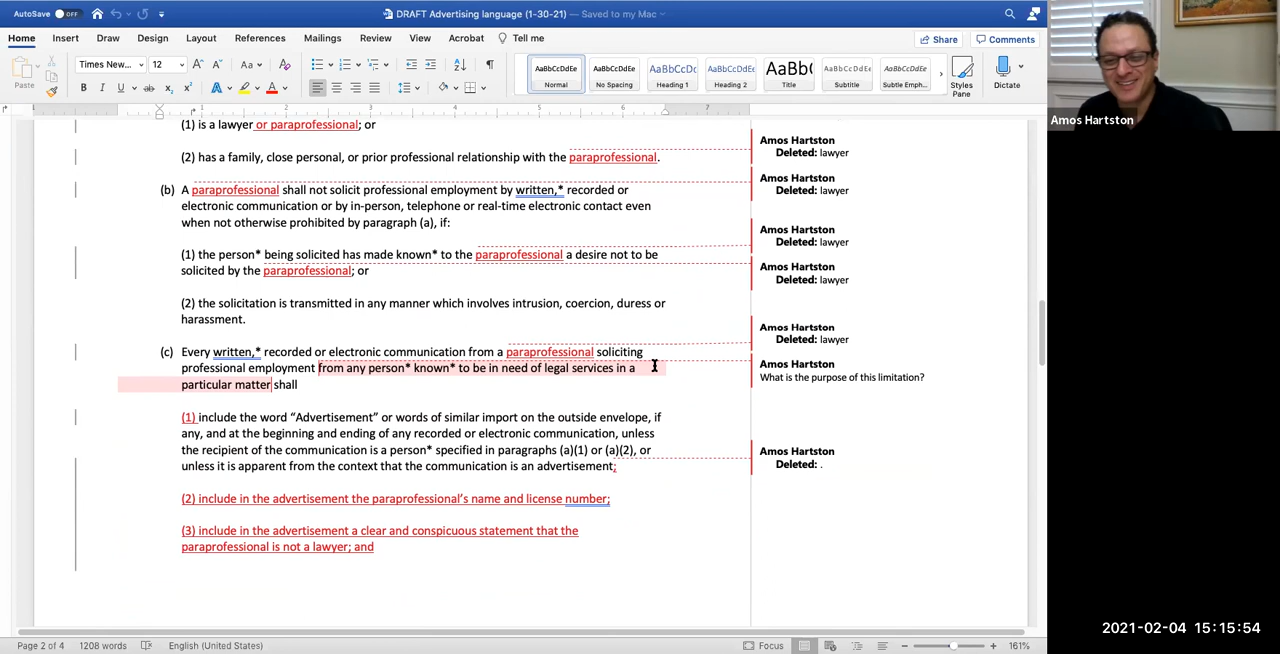 AutoSave OFF
DRAFT Advertising language (1-30-21) — Saved to my Mac
Home Insert Draw Design Layout References Mailings Review View Acrobat Tell me Share Comments
Paste
Times New... 12
Aa
B I U ab x₂ x² A A
¶
AaBbCcDdEe AaBbCcDdEe AaBbCcDc AaBbCcDdEe AaBb( AaBbCcDdEe AaBbCcDdEe
Normal No Spacing Heading 1 Heading 2 Title Subtitle Subtle Emph...
Styles Pane
Dictate
Amos Hartston
1 2 3 4 5 6 7
(1) is a lawyer or paraprofessional; or
(2) has a family, close personal, or prior professional relationship with the paraprofessional.
(b) A paraprofessional shall not solicit professional employment by written,* recorded or
electronic communication or by in-person, telephone or real-time electronic contact even
when not otherwise prohibited by paragraph (a), if:
(1) the person* being solicited has made known* to the paraprofessional a desire not to be
solicited by the paraprofessional; or
(2) the solicitation is transmitted in any manner which involves intrusion, coercion, duress or
harassment.
(c) Every written,* recorded or electronic communication from a paraprofessional soliciting
professional employment from any person* known* to be in need of legal services in a
particular matter shall
(1) include the word “Advertisement” or words of similar import on the outside envelope, if
any, and at the beginning and ending of any recorded or electronic communication, unless
the recipient of the communication is a person* specified in paragraphs (a)(1) or (a)(2), or
unless it is apparent from the context that the communication is an advertisement;
(2) include in the advertisement the paraprofessional’s name and license number;
(3) include in the advertisement a clear and conspicuous statement that the
paraprofessional is not a lawyer; and
Amos Hartston
Deleted: lawyer
Amos Hartston
Deleted: lawyer
Amos Hartston
Deleted: lawyer
Amos Hartston
Deleted: lawyer
Amos Hartston
Deleted: lawyer
Amos Hartston
What is the purpose of this limitation?
Amos Hartston
Deleted: .
2021-02-04 15:15:54
Page 2 of 4 1208 words English (United States) Focus 161%